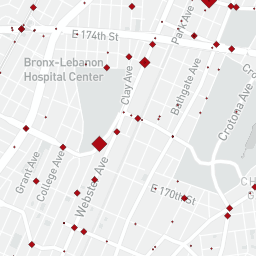 E 174th St
Park Ave
Bronx-Lebanon
Hospital Center
Clay Ave
Bathgate Ave
Crotona Ave
Grant Ave
College Ave
Webster Ave
E 170th St